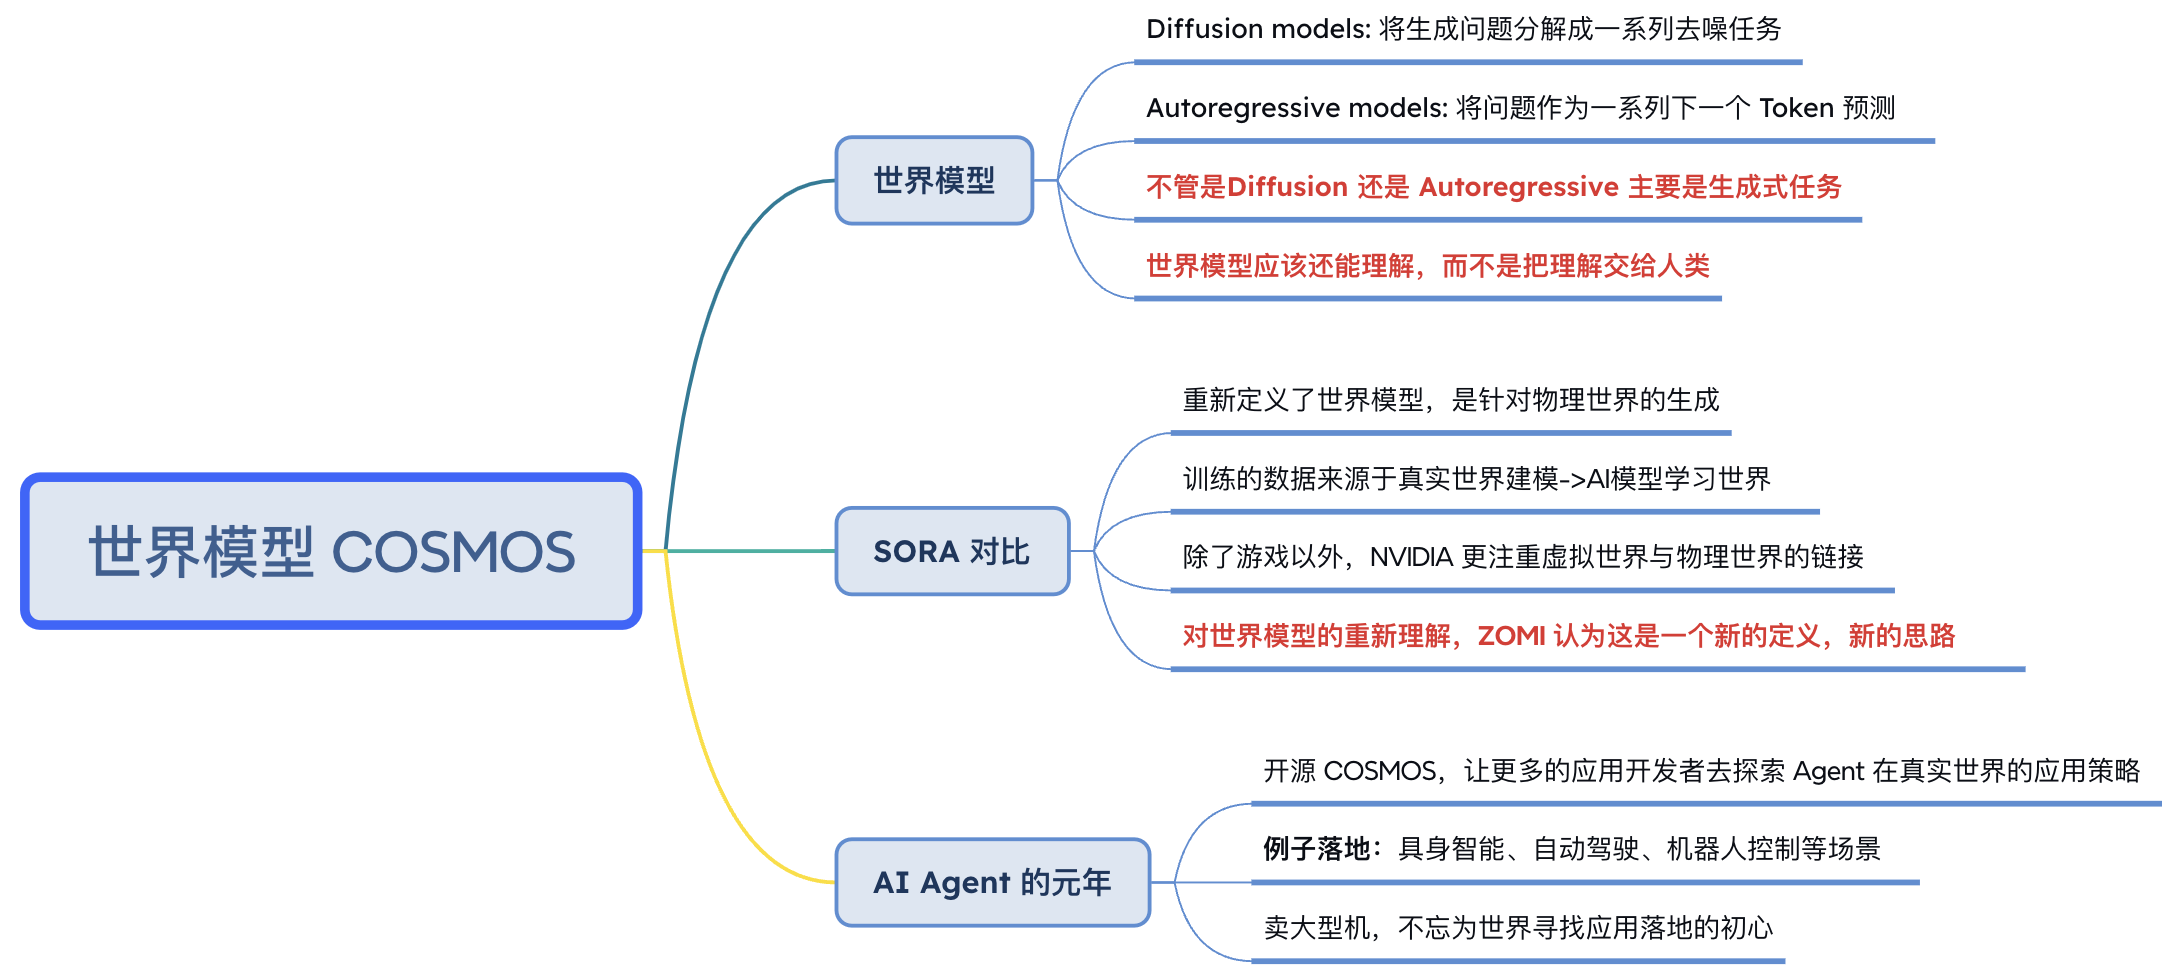 世界模型 COSMOS
世界模型
Diffusion models: 将生成问题分解成一系列去噪任务
Autoregressive models: 将问题作为一系列下一个 Token 预测
不管是Diffusion 还是 Autoregressive 主要是生成式任务
世界模型应该还能理解，而不是把理解交给人类
SORA 对比
重新定义了世界模型，是针对物理世界的生成
训练的数据来源于真实世界建模->AI模型学习世界
除了游戏以外，NVIDIA 更注重虚拟世界与物理世界的链接
对世界模型的重新理解，ZOMI 认为这是一个新的定义，新的思路
AI Agent 的元年
开源 COSMOS，让更多的应用开发者去探索 Agent 在真实世界的应用策略
例子落地：具身智能、自动驾驶、机器人控制等场景
卖大型机，不忘为世界寻找应用落地的初心